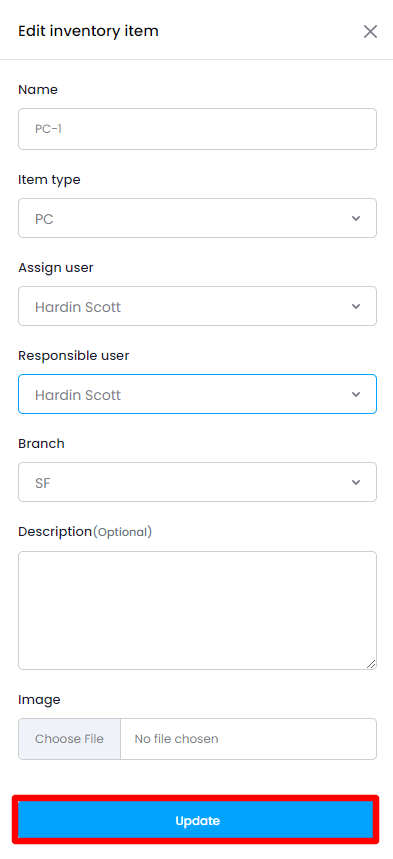 Edit inventory item
Name
PC-1
Item type
PC
Assign user
Hardin Scott
Responsible user
Hardin Scott
Branch
SF
Description(Optional)
Image
Choose File No file chosen
Update